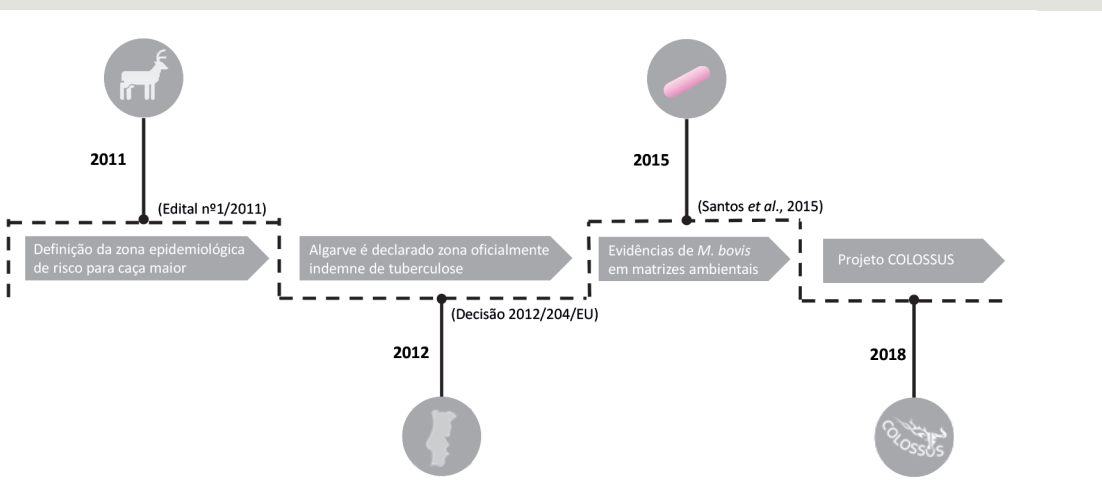 2011
(Edital nº1/2011)
Definição da zona epidemiológica
de risco para caça maior
Algarve é declarado zona oficialmente
indemne de tuberculose
(Decisão 2012/204/EU)
2012
2015
(Santos et al., 2015)
Evidências de M. bovis
em matrizes ambientais
Projeto COLOSSUS
2018
COLOSSUS